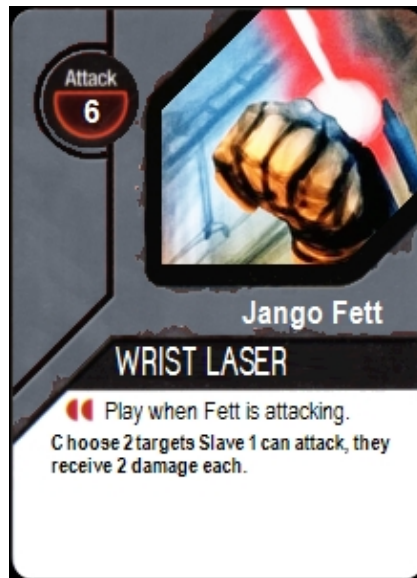 Attack
6
Jango Fett
WRIST LASER
Play when Fett is attacking.
Choose 2 targets Slave 1 can attack, they
receive 2 damage each.